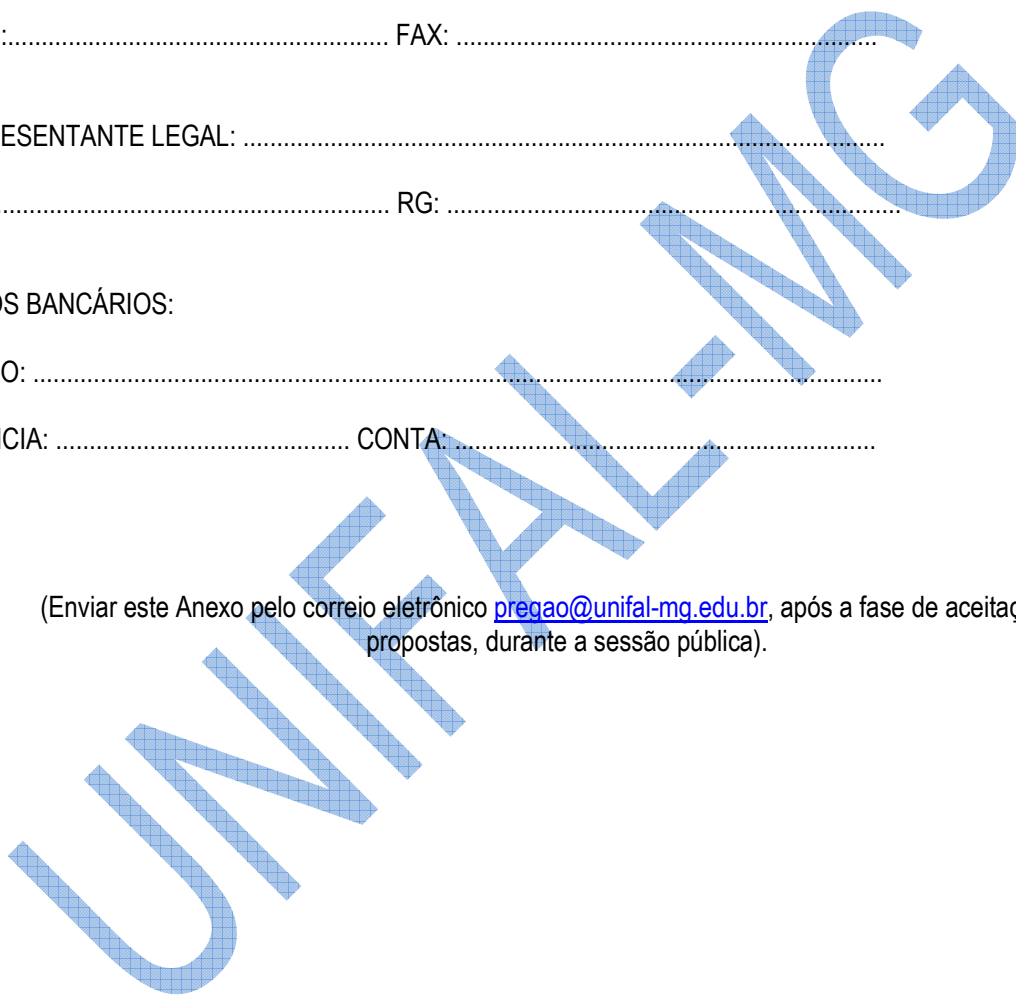 :........................................................ FAX: ..............................................................
ESENTANTE LEGAL: ...............................................................................................
.......................................................... RG: ...................................................................
OS BANCÁRIOS:
O: .............................................................................................................................
CIA: ........................................... CONTA: ..............................................................
(Enviar este Anexo pelo correio eletrônico pregao@unifal-mg.edu.br, após a fase de aceitaç
propostas, durante a sessão pública).
UNIFAL-MG